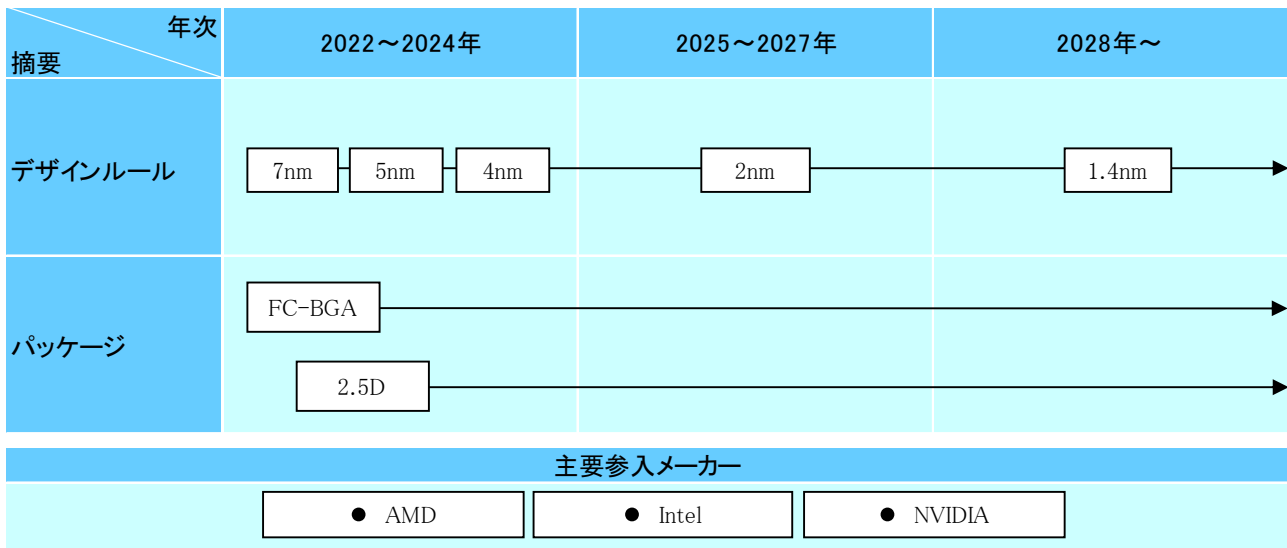 年次
摘要
2022～2024年
2025～2027年
2028年～
デザインルール
7nm
5nm
4nm
2nm
1.4nm
パッケージ
FC-BGA
2.5D
主要参入メーカー
● AMD
● Intel
● NVIDIA